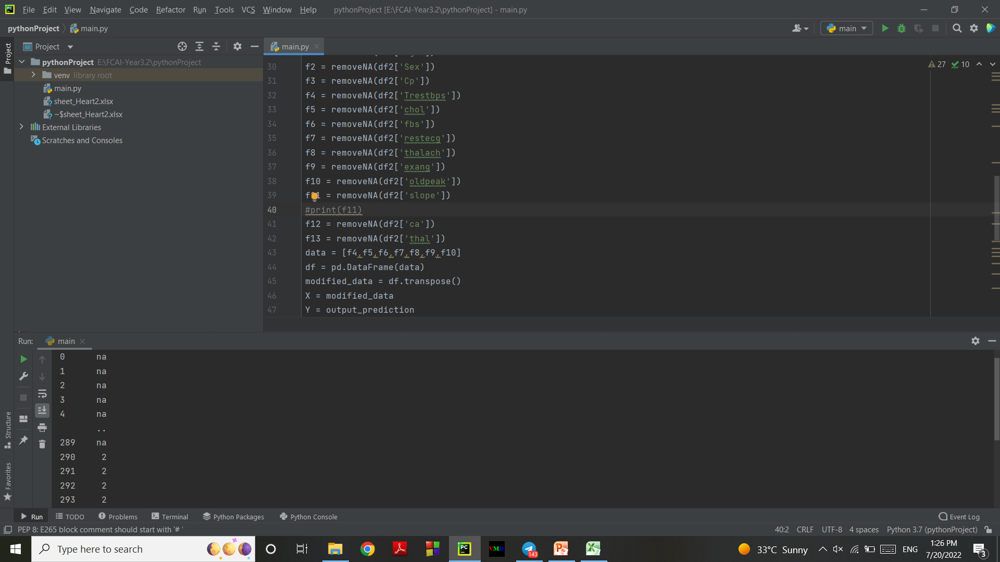 File Edit View Navigate Code Refactor Run Tools VCS Window Help pythonProject [E:\FCAI-Year3.2\pythonProject] - main.py
pythonProject main.py
main
Project
Project
main.py
pythonProject E:\FCAI-Year3.2\pythonProject
venv library root
main.py
sheet_Heart2.xlsx
~$sheet_Heart2.xlsx
External Libraries
Scratches and Consoles
27 10
30 f2 = removeNA(df2['Sex'])
31 f3 = removeNA(df2['Cp'])
32 f4 = removeNA(df2['Trestbps'])
33 f5 = removeNA(df2['chol'])
34 f6 = removeNA(df2['fbs'])
35 f7 = removeNA(df2['restecg'])
36 f8 = removeNA(df2['thalach'])
37 f9 = removeNA(df2['exang'])
38 f10 = removeNA(df2['oldpeak'])
39 f11 = removeNA(df2['slope'])
40 #print(f11)
41 f12 = removeNA(df2['ca'])
42 f13 = removeNA(df2['thal'])
43 data = [f4,f5,f6,f7,f8,f9,f10]
44 df = pd.DataFrame(data)
45 modified_data = df.transpose()
46 X = modified_data
47 Y = output_prediction
Run: main
0 na
1 na
2 na
3 na
4 na
..
289 na
290 2
291 2
292 2
293 2
Structure
Favorites
Run TODO Problems Terminal Python Packages Python Console Event Log
PEP 8: E265 block comment should start with '# ' 40:2 CRLF UTF-8 4 spaces Python 3.7 (pythonProject)
Type here to search
PC
VMD
143
33°C Sunny
ENG
1:26 PM
7/20/2022
3